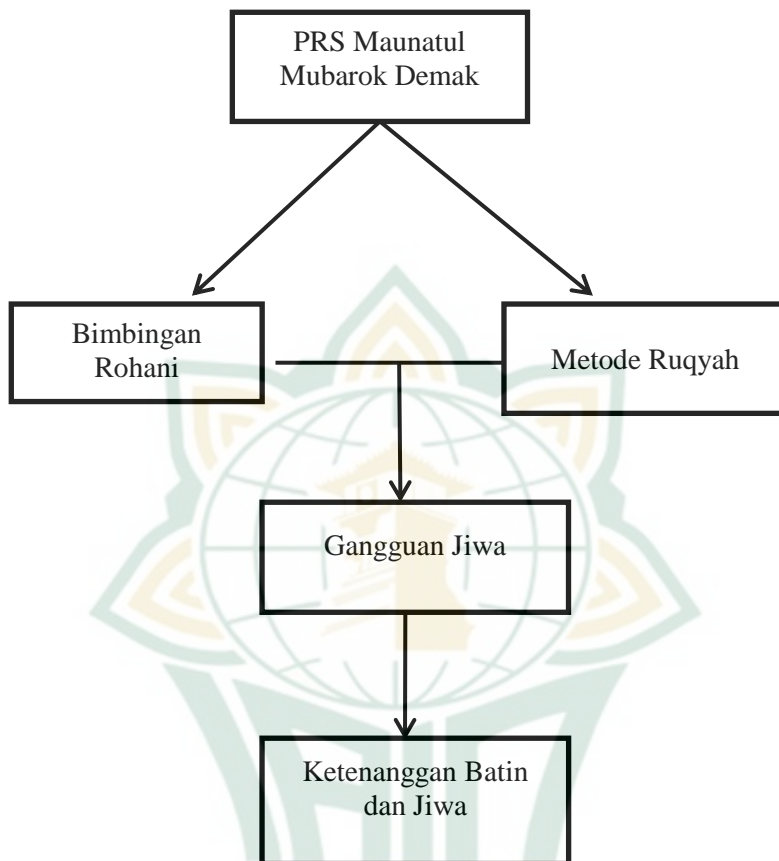 PRS Maunatul
Mubarok Demak
Bimbingan
Rohani
Metode Ruqyah
Gangguan Jiwa
Ketenanggan Batin
dan Jiwa